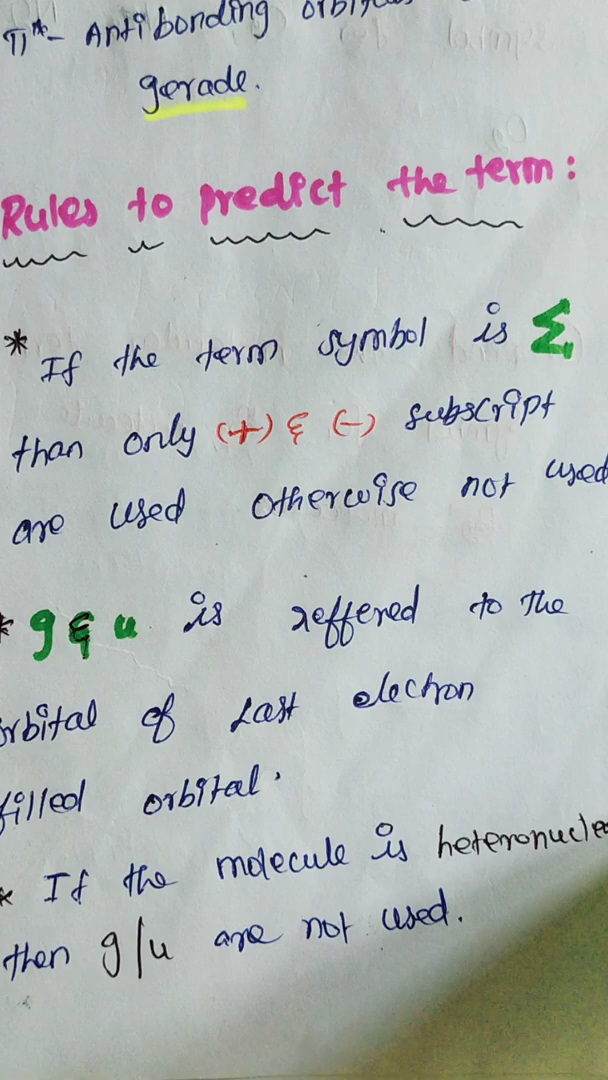 π*- Antibonding orbitals
gerade.
Rules to predict the term:
* If the term symbol is Σ
than only (+) & (-) subscript
are used otherwise not used
* g & u is reffered to the
orbital of Last electron
filled orbital.
* If the molecule is heteronuclea
then g/u are not used.